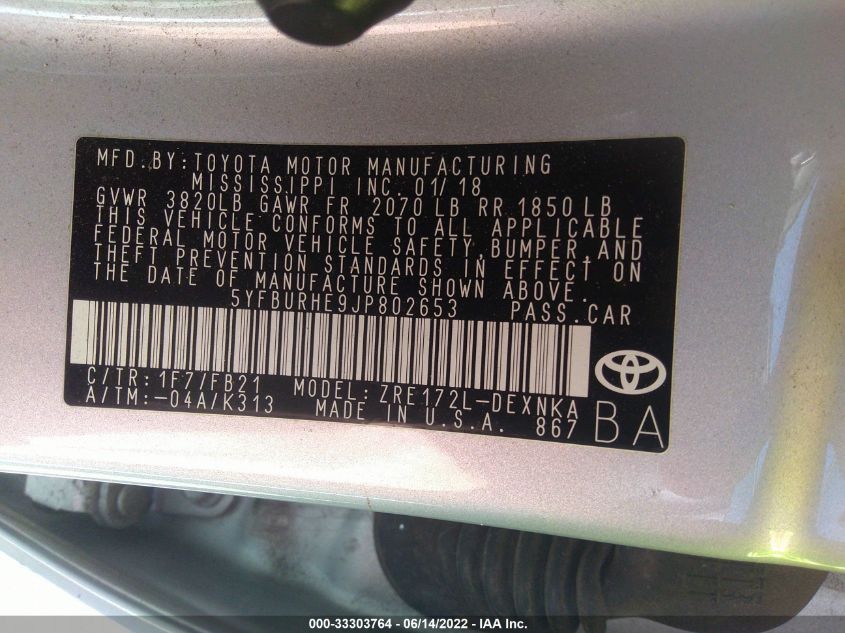 MFD.BY:TOYOTA MOTOR MANUFACTURING
MISSISSIPPI INC. 01/18
GVWR 3820LB GAWR FR 2070 LB RR 1850 LB
THIS VEHICLE CONFORMS TO ALL APPLICABLE
FEDERAL MOTOR VEHICLE SAFETY,BUMPER,AND
THEFT PREVENTION STANDARDS IN EFFECT ON
THE DATE OF MANUFACTURE SHOWN ABOVE.
5YFBURHE9JP802653 PASS.CAR
C/TR:1F7/FB21 MODEL:ZRE172L-DEXNKA
A/TM:-04A/K313 MADE IN U.S.A. 867 BA
000-33303764 - 06/14/2022 - IAA Inc.